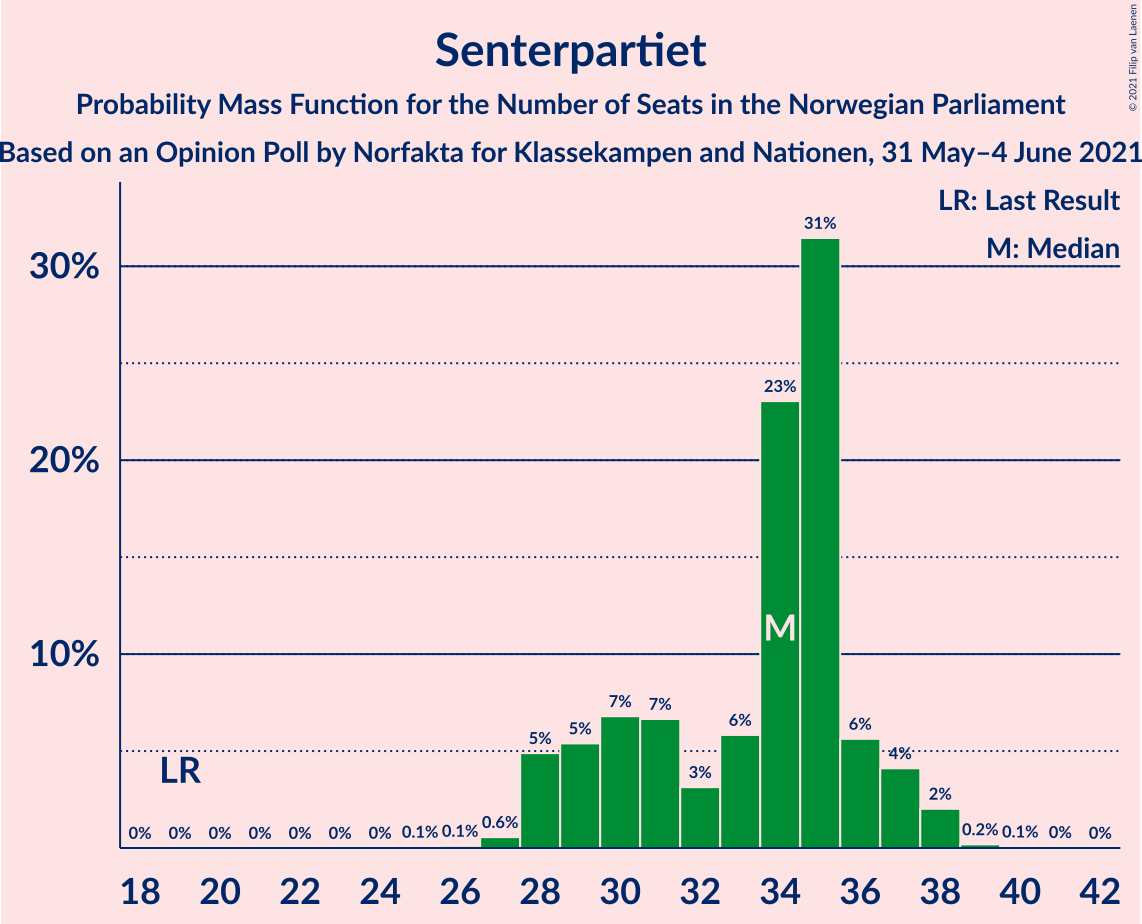 Senterpartiet
Probability Mass Function for the Number of Seats in the Norwegian Parliament
Based on an Opinion Poll by Norfakta for Klassekampen and Nationen, 31 May–4 June 2021
© 2021 Filip van Laenen
LR: Last Result
M: Median
30%
20%
10%
31%
23%
M
7% 7%
6% 6%
5% 5%
4%
3%
2%
LR
0% 0% 0% 0% 0% 0% 0% 0.1% 0.1% 0.6% 0.2% 0.1% 0% 0%
18 20 22 24 26 28 30 32 34 36 38 40 42